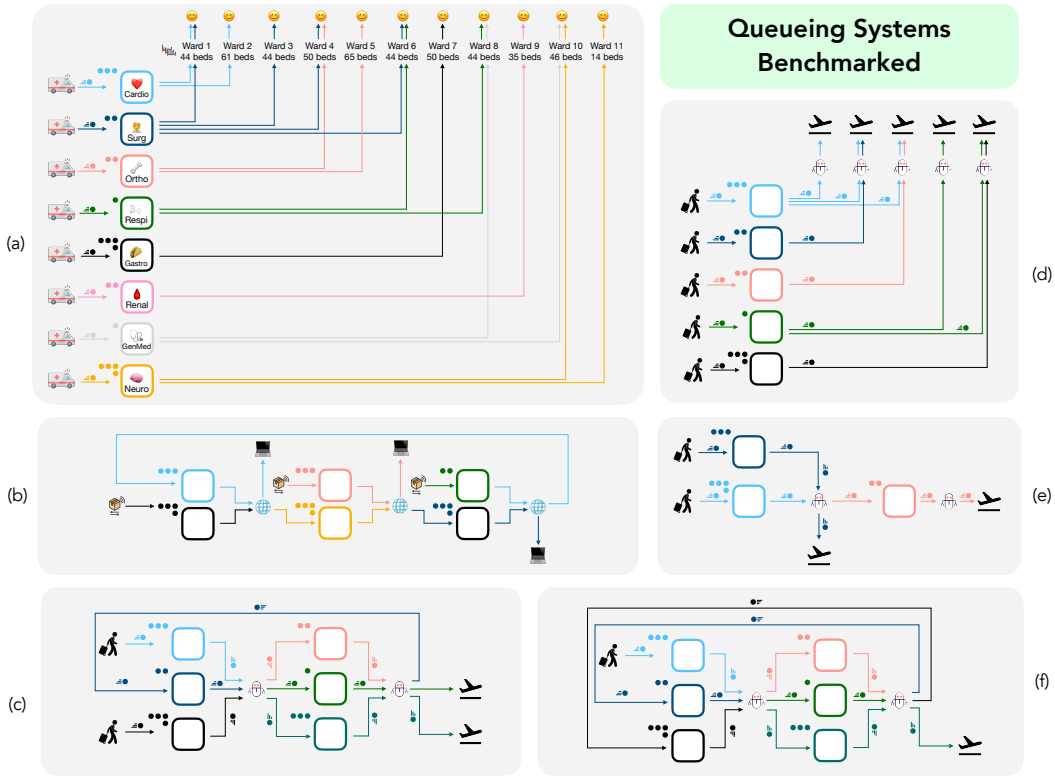 Queueing Systems
Benchmarked
Ward 1 Ward 2 Ward 3 Ward 4 Ward 5 Ward 6 Ward 7 Ward 8 Ward 9 Ward 10 Ward 11
44 beds 61 beds 44 beds 50 beds 65 beds 44 beds 50 beds 44 beds 35 beds 46 beds 14 beds
Cardio
Surg
Ortho
Respi
Gastro
Renal
GenMed
Neuro
(a)
(d)
(b)
(e)
(c)
(f)